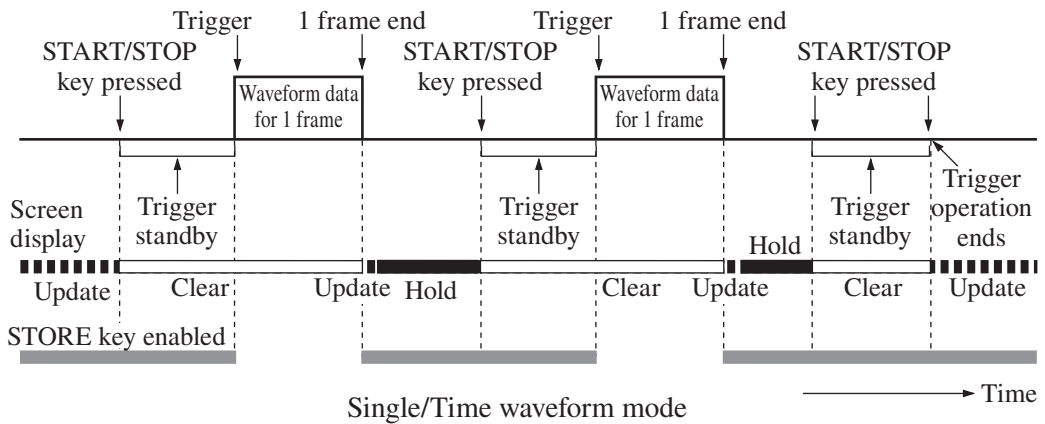 Trigger 1 frame end Trigger 1 frame end
START/STOP key pressed START/STOP key pressed START/STOP key pressed
Waveform data for 1 frame Waveform data for 1 frame
Trigger standby Trigger standby Trigger standby Trigger operation ends
Screen display
Hold
Update Clear Update Hold Clear Update Clear Update
STORE key enabled
Time
Single/Time waveform mode